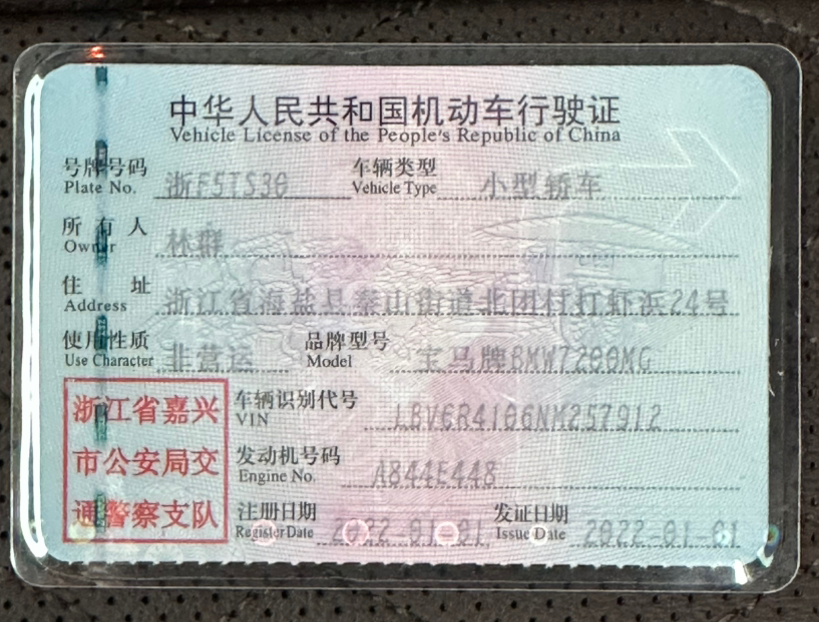 中华人民共和国机动车行驶证
Vehicle License of the People's Republic of China
号牌号码 浙F5TS30 车辆类型 小型轿车
Plate No. Vehicle Type
所有人 林群
Owner
住址 浙江省海盐县泰山街道北团村打虾浜24号
Address
使用性质 非营运 品牌型号 宝马牌BMW7200MG
Use Character Model
浙江省嘉兴
市公安局交
通警察支队
车辆识别代号 LBV6R4106NM257912
VIN
发动机号码 A844E448
Engine No.
注册日期 2022-01-01 发证日期 2022-01-01
Register Date Issue Date